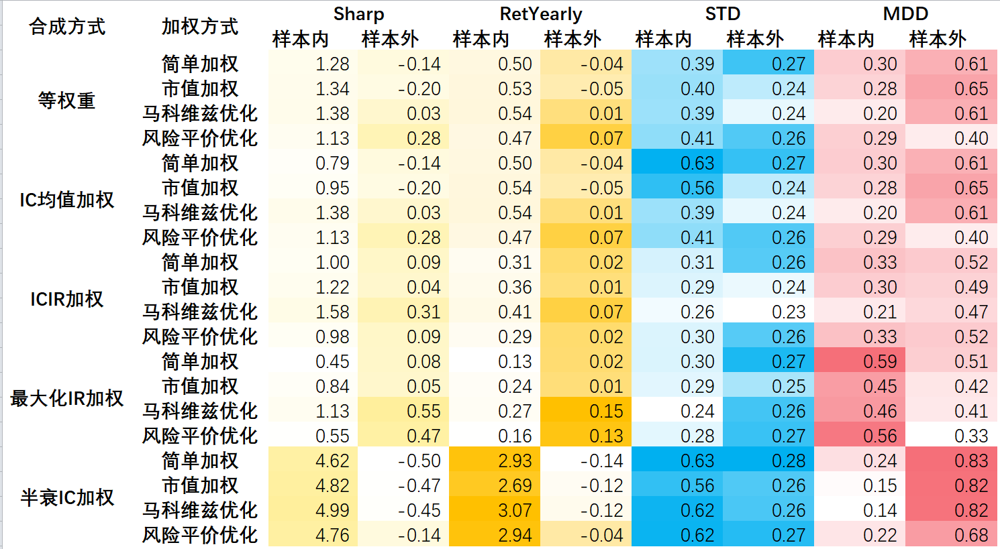 合成方式 加权方式 Sharp RetYearly STD MDD
样本内 样本外 样本内 样本外 样本内 样本外 样本内 样本外
等权重
简单加权 1.28 -0.14 0.50 -0.04 0.39 0.27 0.30 0.61
市值加权 1.34 -0.20 0.53 -0.05 0.40 0.24 0.28 0.65
马科维兹优化 1.38 0.03 0.54 0.01 0.39 0.24 0.20 0.61
风险平价优化 1.13 0.28 0.47 0.07 0.41 0.26 0.29 0.40
IC均值加权
简单加权 0.79 -0.14 0.50 -0.04 0.63 0.27 0.30 0.61
市值加权 0.95 -0.20 0.54 -0.05 0.56 0.24 0.28 0.65
马科维兹优化 1.38 0.03 0.54 0.01 0.39 0.24 0.20 0.61
风险平价优化 1.13 0.28 0.47 0.07 0.41 0.26 0.29 0.40
ICIR加权
简单加权 1.00 0.09 0.31 0.02 0.31 0.26 0.33 0.52
市值加权 1.22 0.04 0.36 0.01 0.29 0.24 0.30 0.49
马科维兹优化 1.58 0.31 0.41 0.07 0.26 0.23 0.21 0.47
风险平价优化 0.98 0.09 0.29 0.02 0.30 0.26 0.33 0.52
最大化IR加权
简单加权 0.45 0.08 0.13 0.02 0.30 0.27 0.59 0.51
市值加权 0.84 0.05 0.24 0.01 0.29 0.25 0.45 0.42
马科维兹优化 1.13 0.55 0.27 0.15 0.24 0.26 0.46 0.41
风险平价优化 0.55 0.47 0.16 0.13 0.28 0.27 0.56 0.33
半衰IC加权
简单加权 4.62 -0.50 2.93 -0.14 0.63 0.28 0.24 0.83
市值加权 4.82 -0.47 2.69 -0.12 0.56 0.26 0.15 0.82
马科维兹优化 4.99 -0.45 3.07 -0.12 0.62 0.26 0.14 0.82
风险平价优化 4.76 -0.14 2.94 -0.04 0.62 0.27 0.22 0.68